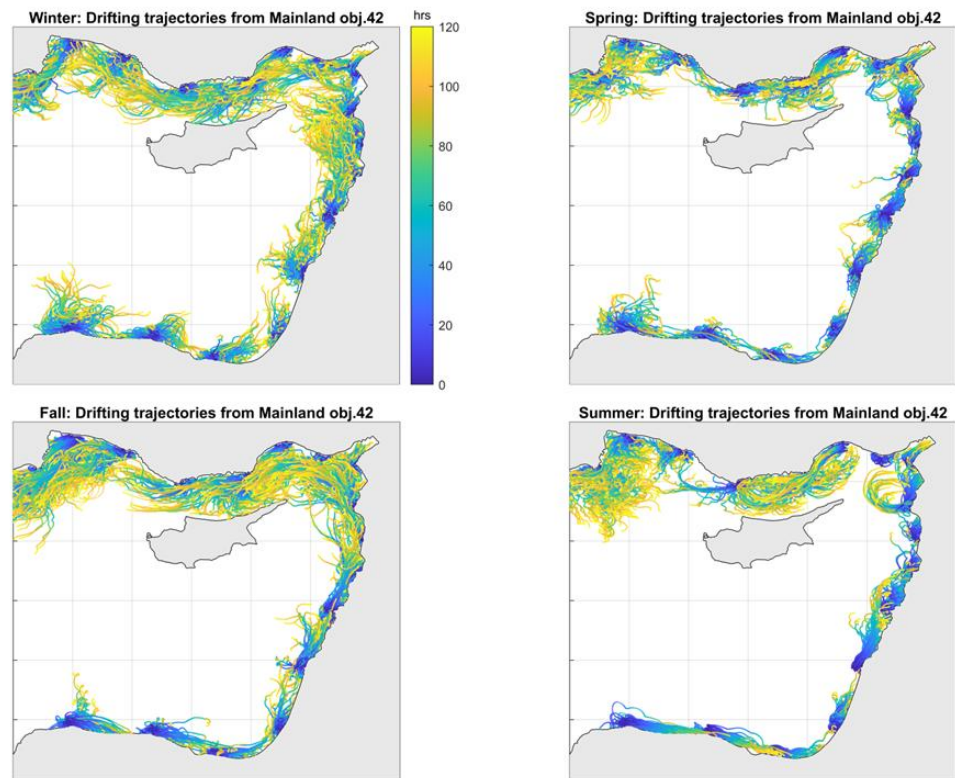 Winter: Drifting trajectories from Mainland obj.42
hrs
120
100
80
60
40
20
0
Spring: Drifting trajectories from Mainland obj.42
Fall: Drifting trajectories from Mainland obj.42
Summer: Drifting trajectories from Mainland obj.42